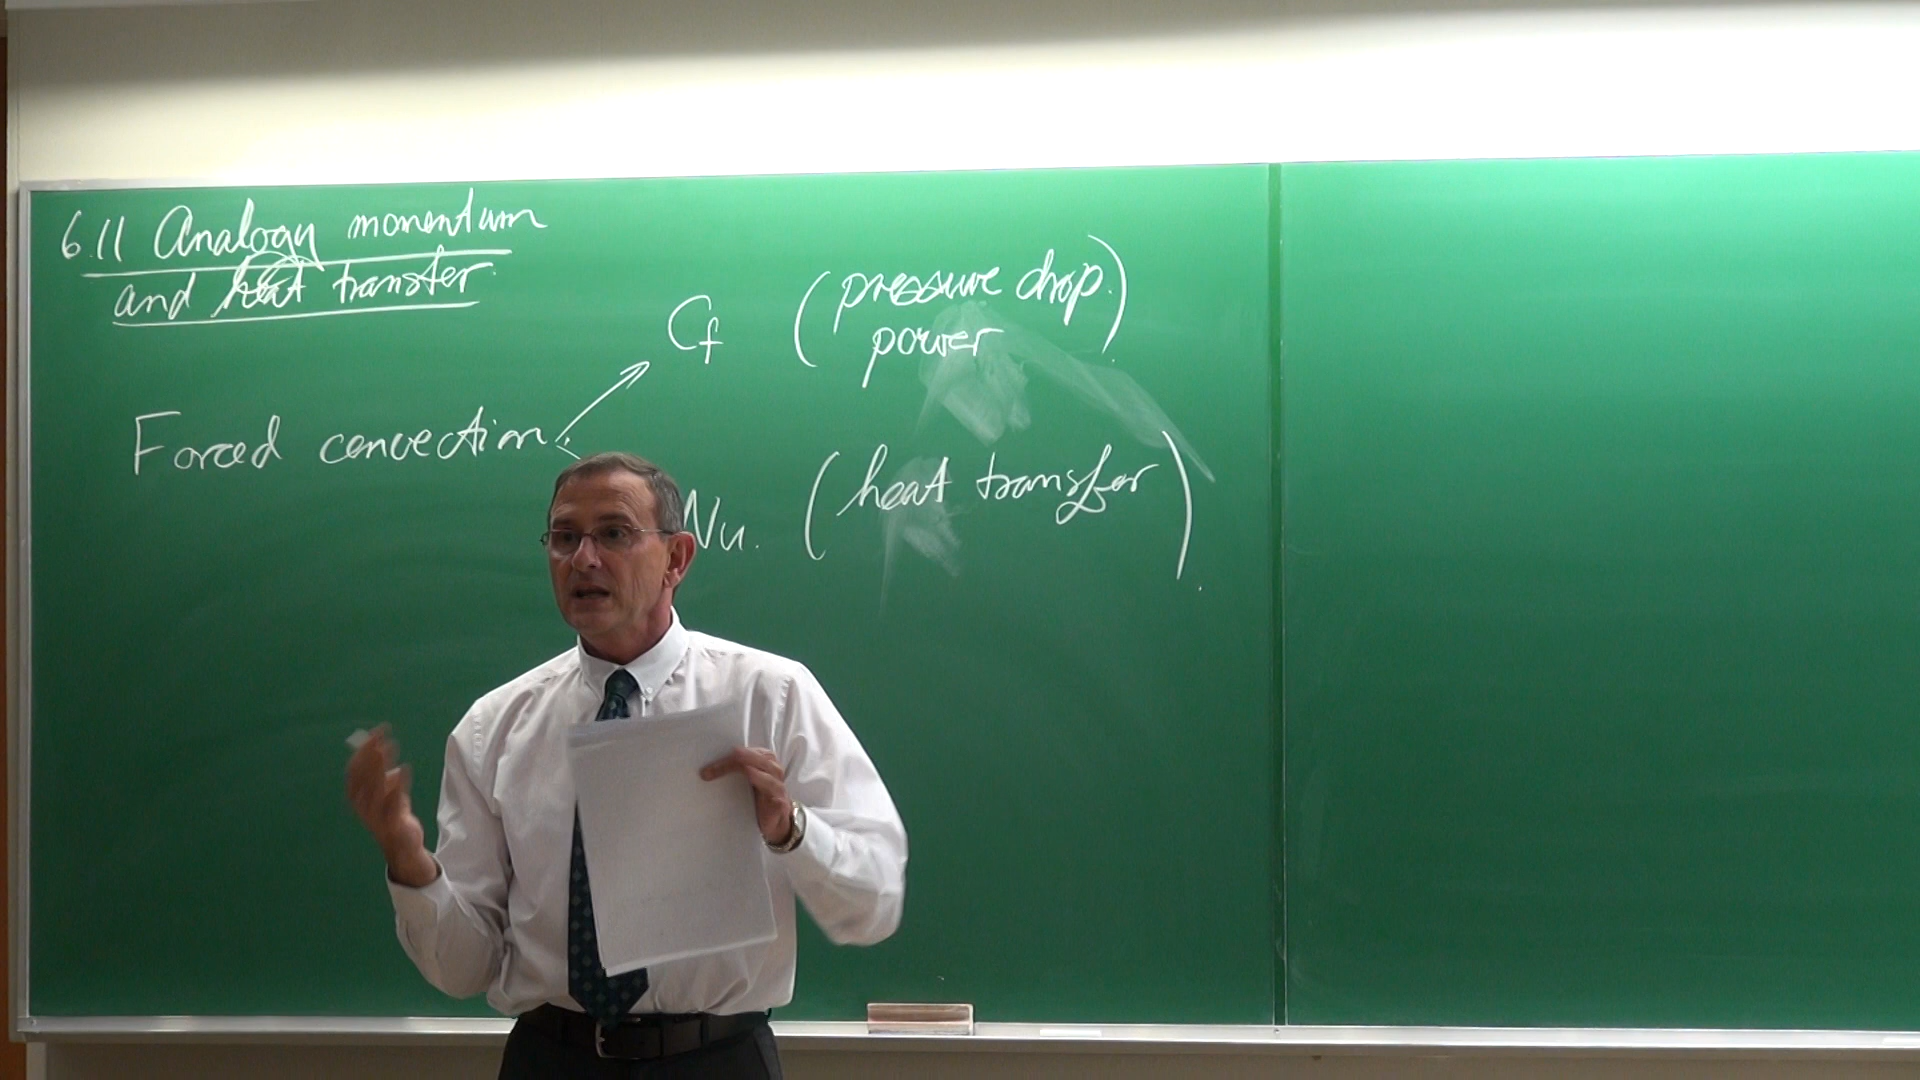 6.11 Analogy momentum
and heat transfer
Cf (pressure drop.)
power
Forced convection
Nu. (heat transfer)